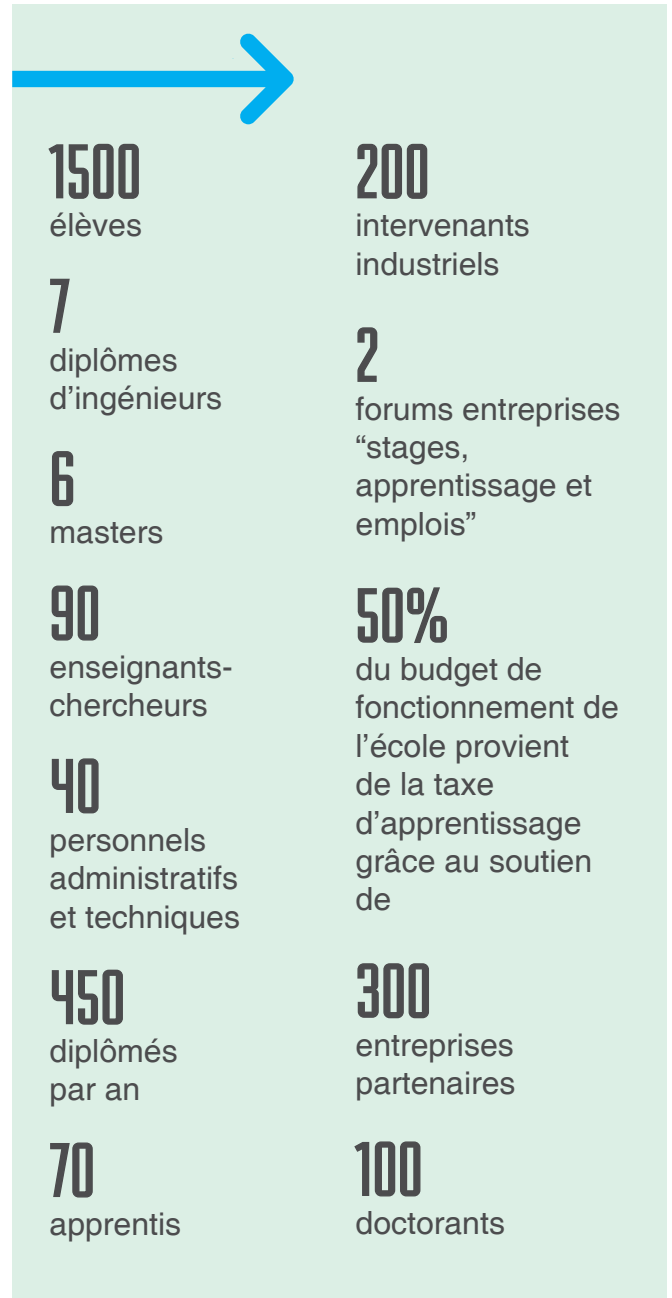 1500
élèves
7
diplômes
d’ingénieurs
6
masters
90
enseignants-
chercheurs
40
personnels
administratifs
et techniques
450
diplômés
par an
70
apprentis
200
intervenants
industriels
2
forums entreprises
“stages,
apprentissage et
emplois”
50%
du budget de
fonctionnement de
l’école provient
de la taxe
d’apprentissage
grâce au soutien
de
300
entreprises
partenaires
100
doctorants